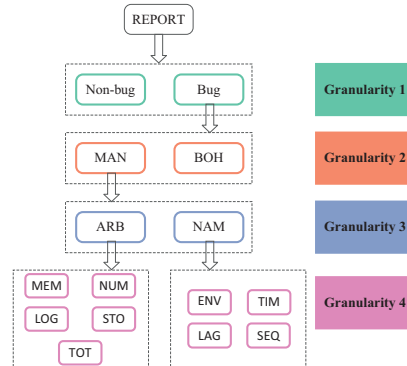 REPORT
Non-bug Bug Granularity 1
MAN BOH Granularity 2
ARB NAM Granularity 3
MEM NUM ENV TIM Granularity 4
LOG STO LAG SEQ
TOT